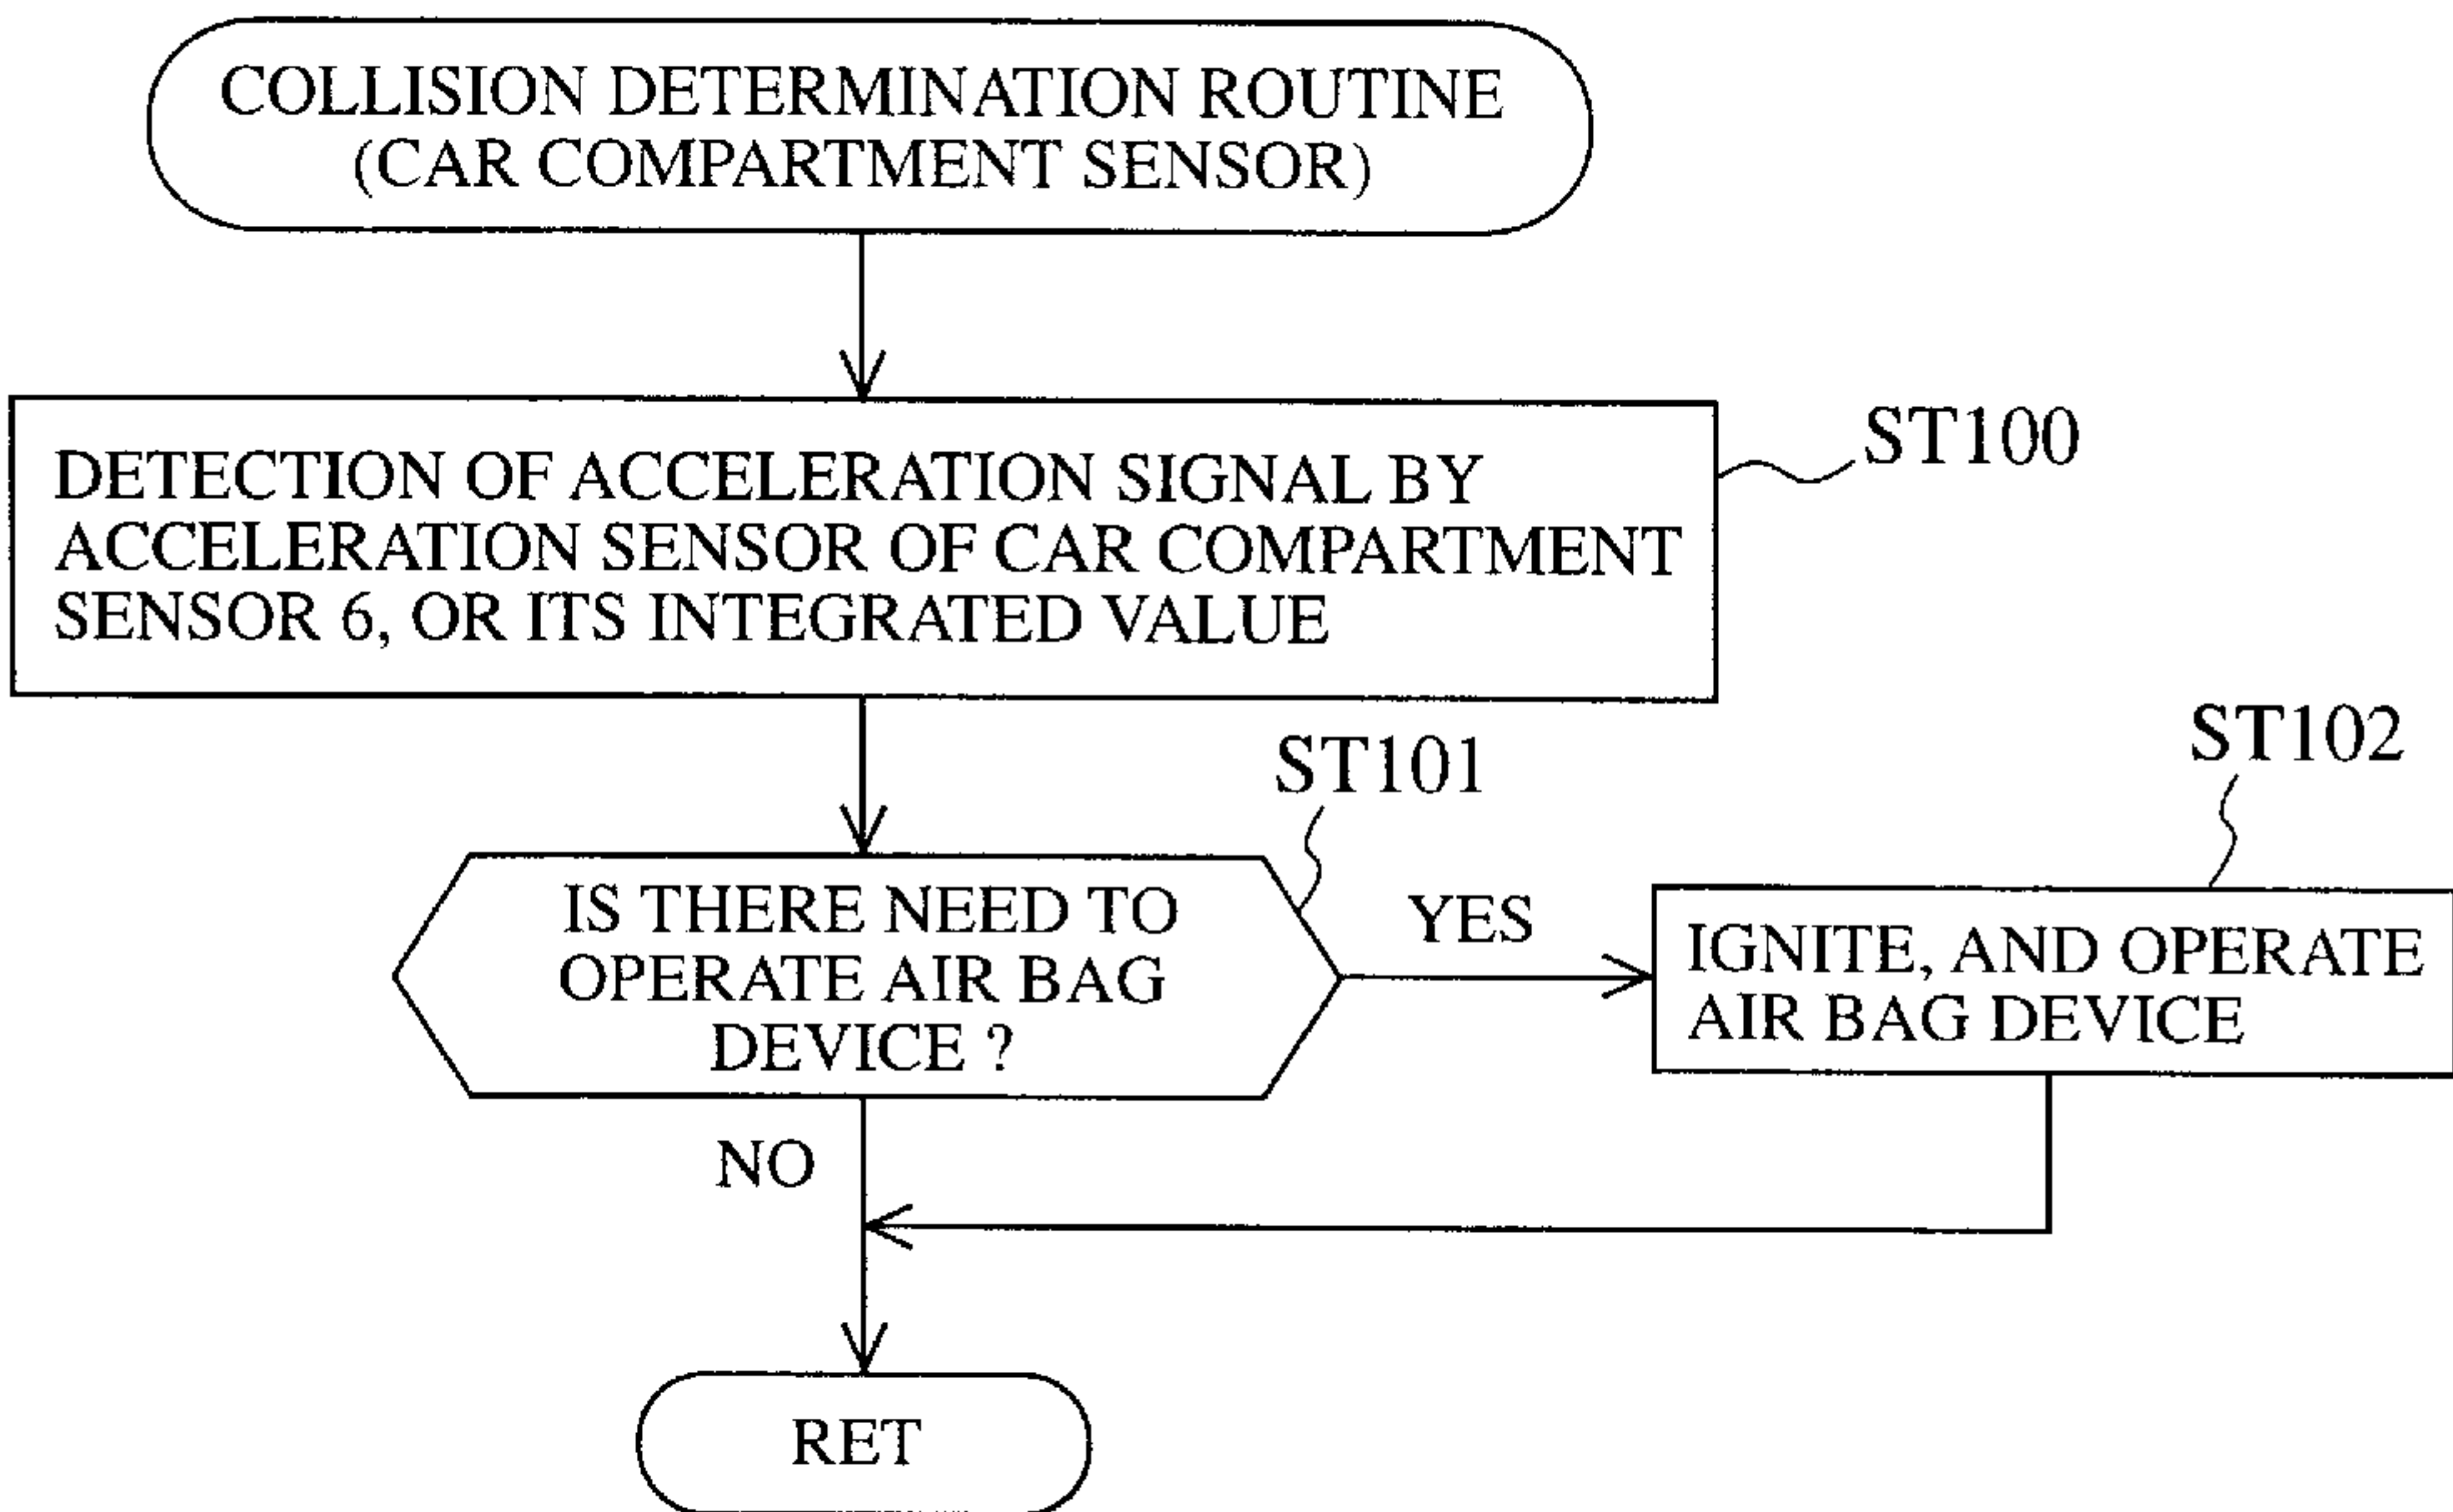 COLLISION DETERMINATION ROUTINE
(CAR COMPARTMENT SENSOR)
ST100
DETECTION OF ACCELERATION SIGNAL BY
ACCELERATION SENSOR OF CAR COMPARTMENT
SENSOR 6, OR ITS INTEGRATED VALUE
ST101
ST102
IS THERE NEED TO
OPERATE AIR BAG
DEVICE ?
YES
IGNITE, AND OPERATE
AIR BAG DEVICE
NO
RET